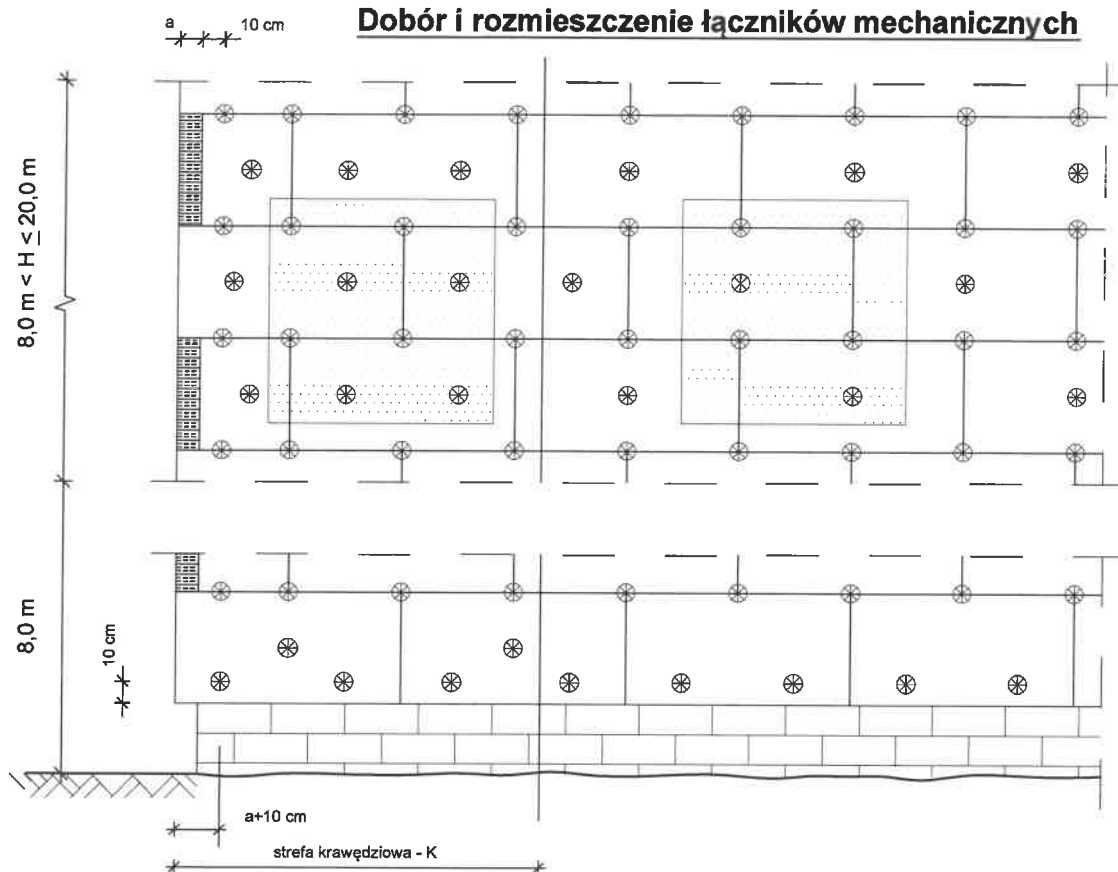 Dobór i rozmieszczenie łączników mechanicznych
a 10 cm
8,0 m < H ≤ 20,0 m
8,0 m
10 cm
a+10 cm
strefa krawędziowa - K